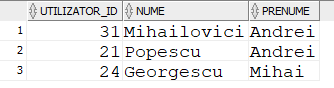 UTILIZATOR_ID NUME PRENUME
1 31 Mihailovici Andrei
2 21 Popescu Andrei
3 24 Georgescu Mihai